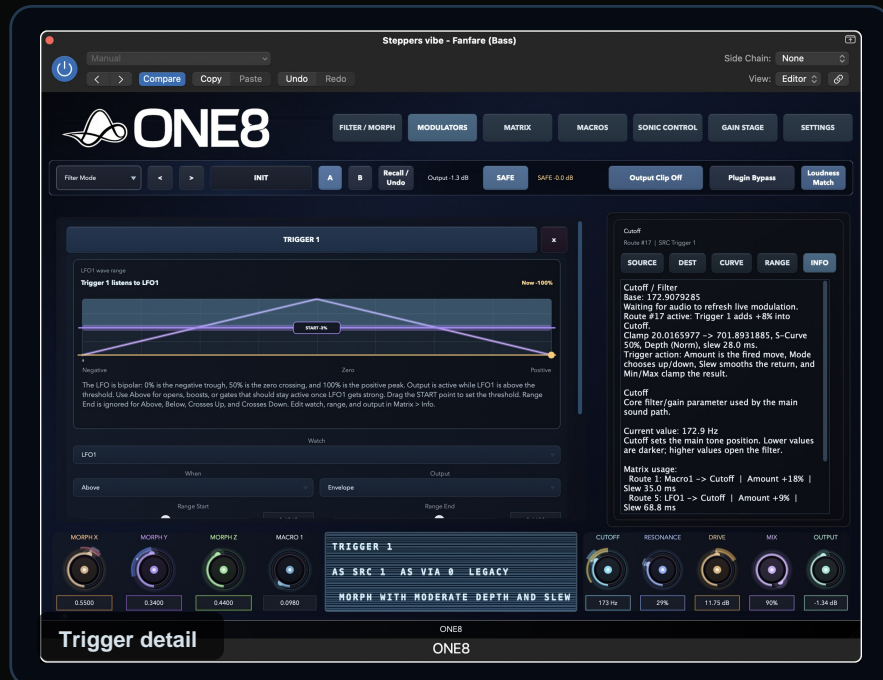 Steppers vibe - Fanfare (Bass)
Manual
Side Chain: None
< > Compare Copy Paste Undo Redo
View: Editor
ONE8
FILTER / MORPH MODULATORS MATRIX MACROS SONIC CONTROL GAIN STAGE SETTINGS
Filter Mode < > INIT A B Recall / Undo Output -1.3 dB SAFE SAFE -0.0 dB Output Clip Off Plugin Bypass Loudness Match
TRIGGER 1 x
LFO1 wave range
Trigger 1 listens to LFO1 Now -100%
START -3%
Negative Zero Positive
The LFO is bipolar: 0% is the negative trough, 50% is the zero crossing, and 100% is the positive peak. Output is active while LFO1 is above the
threshold. Use Above for opens, boosts, or gates that should stay active once LFO1 gets strong. Drag the START point to set the threshold. Range
End is ignored for Above, Below, Crosses Up, and Crosses Down. Edit watch, range, and output in Matrix > Info.
Watch
LFO1
When Output
Above Envelope
Range Start Range End
Cutoff
Route #17 | SRC Trigger 1
SOURCE DEST CURVE RANGE INFO
Cutoff / Filter
Base: 172.9079285
Waiting for audio to refresh live modulation.
Route #17 active: Trigger 1 adds +8% into
Cutoff.
Clamp 20.0165977 -> 701.8931885, S-Curve
50%, Depth (Norm), slew 28.0 ms.
Trigger action: Amount is the fired move, Mode
chooses up/down, Slew smooths the return, and
Min/Max clamp the result.
Cutoff
Core filter/gain parameter used by the main
sound path.
Current value: 172.9 Hz
Cutoff sets the main tone position. Lower values
are darker; higher values open the filter.
Matrix usage:
Route 1: Macro1 -> Cutoff | Amount +18% |
Slew 35.0 ms
Route 5: LFO1 -> Cutoff | Amount +9% |
Slew 68.8 ms
MORPH X MORPH Y MORPH Z MACRO 1
0.5500 0.3400 0.4400 0.0980
TRIGGER 1
AS SRC 1 AS VIA 0 LEGACY
MORPH WITH MODERATE DEPTH AND SLEW
CUTOFF RESONANCE DRIVE MIX OUTPUT
173 Hz 29% 11.75 dB 90% -1.34 dB
ONE8
Trigger detail
ONE8